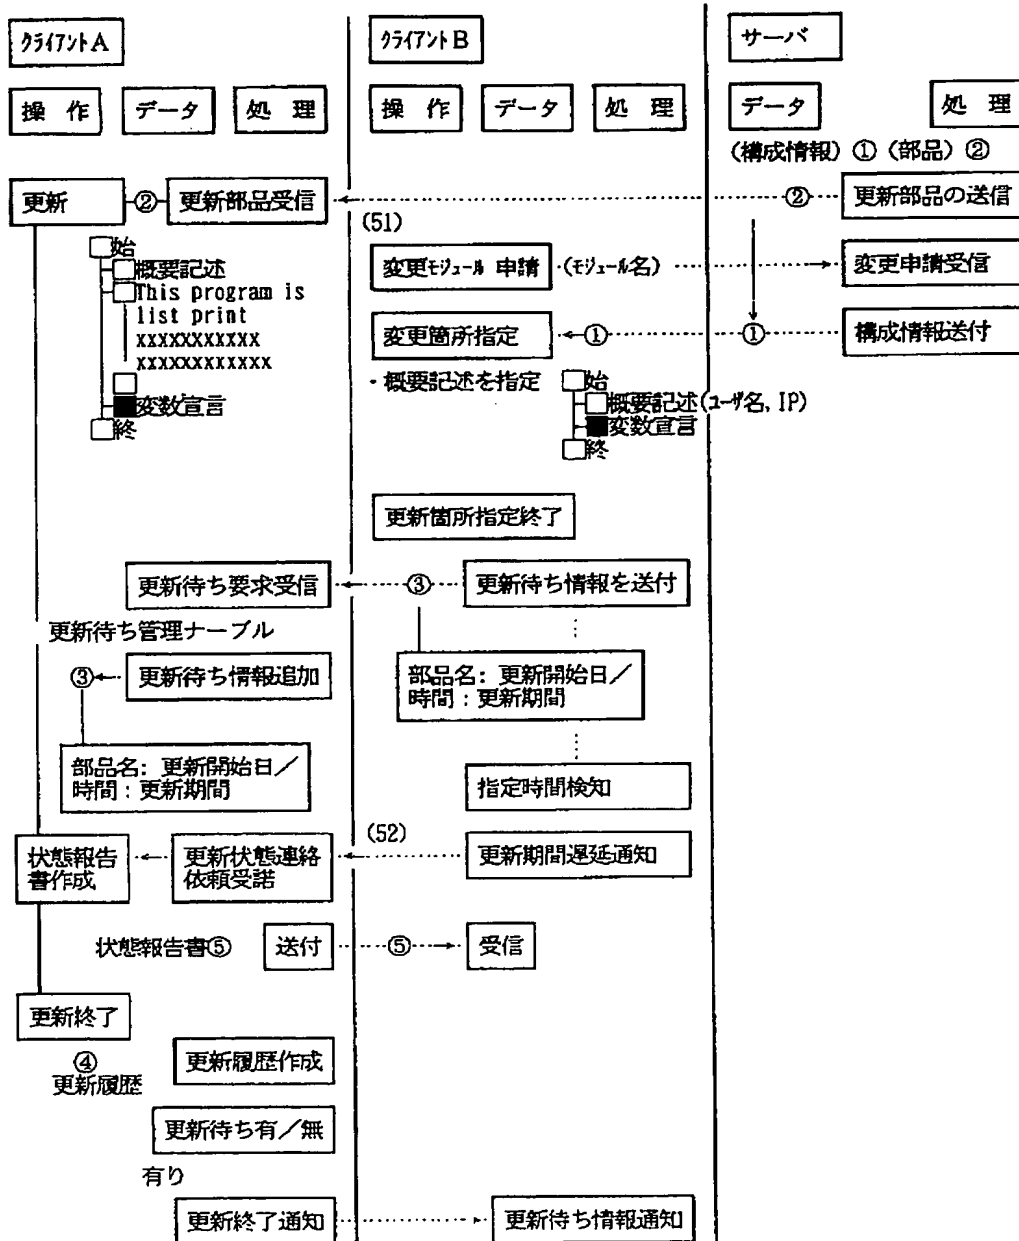 クライアントA
クライアントB
サーバ
操 作
データ
処 理
操 作
データ
処 理
データ
処 理
(構成情報) ① (部品) ②
更新
②
更新部品受信
②
更新部品の送信
(51)
始
概要記述
This program is
list print
xxxxxxxxxxx
xxxxxxxxxxxx
変数宣言
終
変更モジュール 申請
(モジュール名)
変更申請受信
変更箇所指定
①
①
構成情報送付
・概要記述を指定
始
概要記述(ユーザ名, IP)
変数宣言
終
更新箇所指定終了
更新待ち要求受信
③
更新待ち情報を送付
更新待ち管理ナーブル
③
更新待ち情報追加
部品名: 更新開始日/
時間:更新期間
部品名: 更新開始日/
時間:更新期間
指定時間検知
(52)
状態報告
書作成
更新状態連絡
依頼受諾
更新期間遅延通知
状態報告書⑤
送付
⑤
受信
更新終了
④
更新履歴
更新履歴作成
更新待ち有/無
有り
更新終了通知
更新待ち情報通知